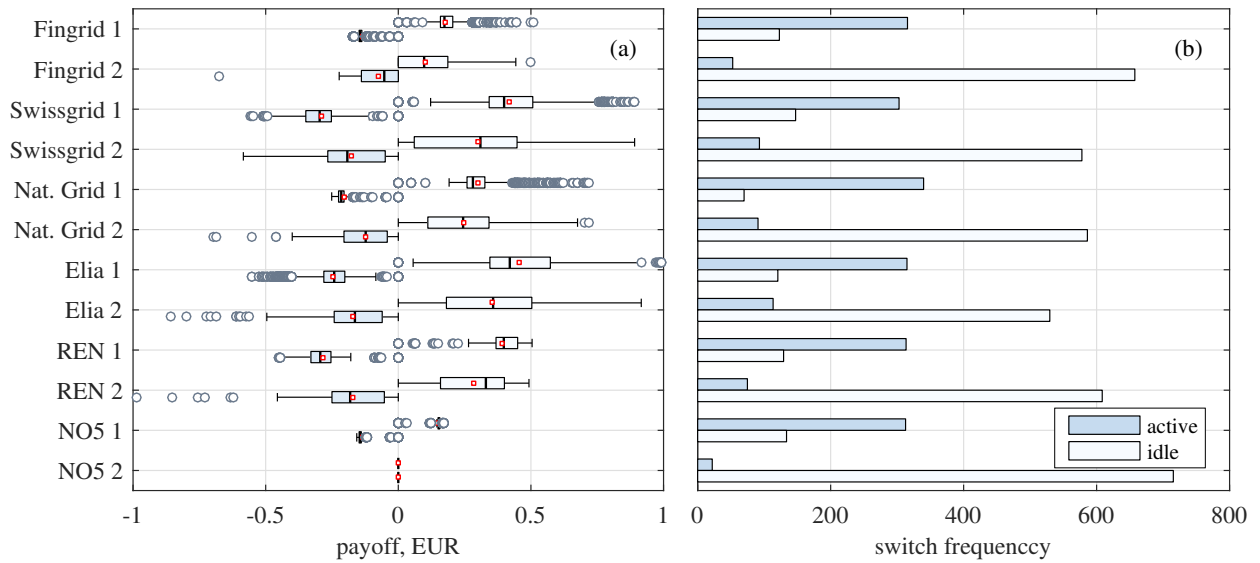 Fingrid 1
Fingrid 2
Swissgrid 1
Swissgrid 2
Nat. Grid 1
Nat. Grid 2
Elia 1
Elia 2
REN 1
REN 2
NO5 1
NO5 2
(a)
-1 -0.5 0 0.5 1
payoff, EUR
(b)
active
idle
0 200 400 600 800
switch frequenccy